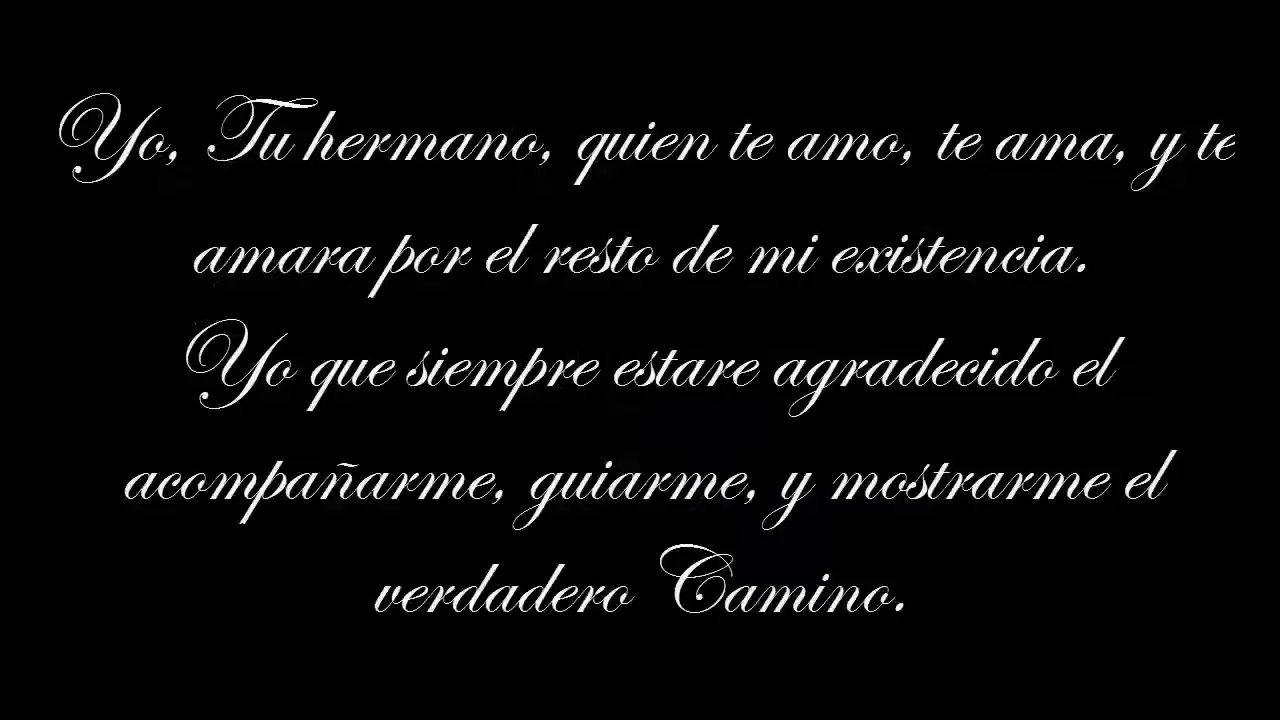 Yo, Tu hermano, quien te amo, te ama, y te
amara por el resto de mi existencia.
Yo que siempre estare agradecido el
acompañarme, guiarme, y mostrarme el
verdadero Camino.